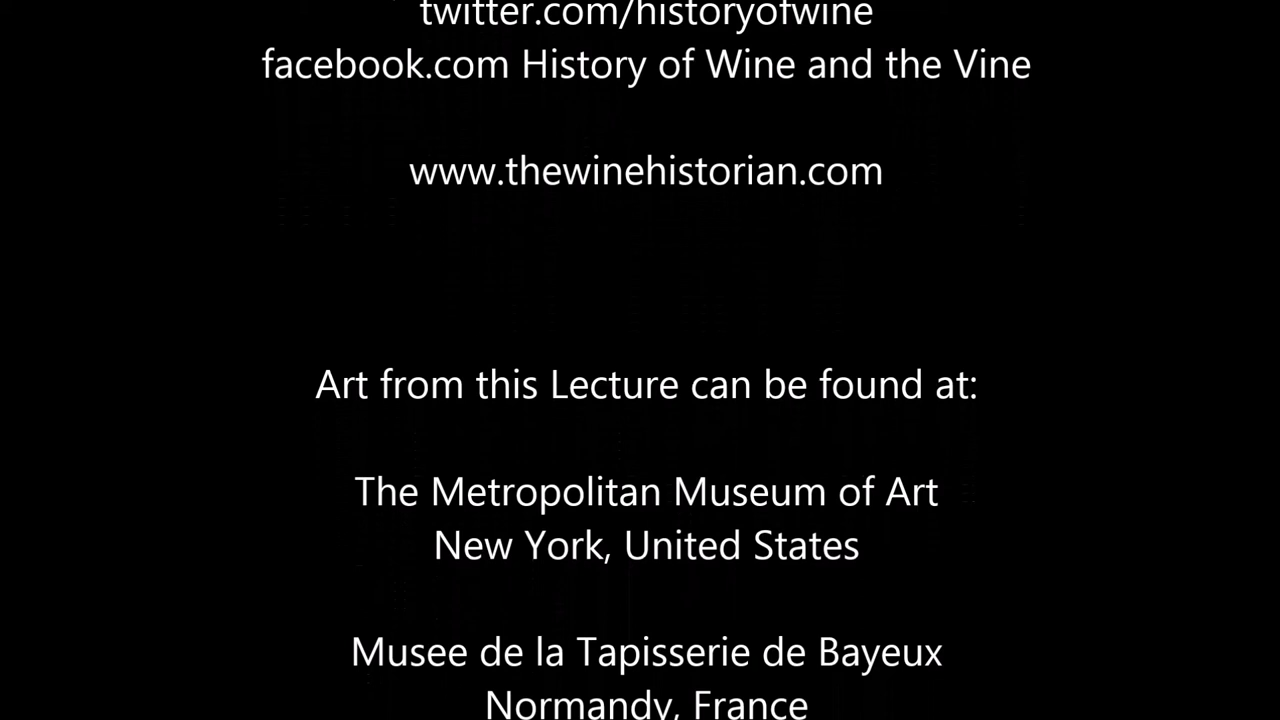 twitter.com/historyofwine
facebook.com History of Wine and the Vine
www.thewinehistorian.com
Art from this Lecture can be found at:
The Metropolitan Museum of Art
New York, United States
Musee de la Tapisserie de Bayeux
Normandy, France